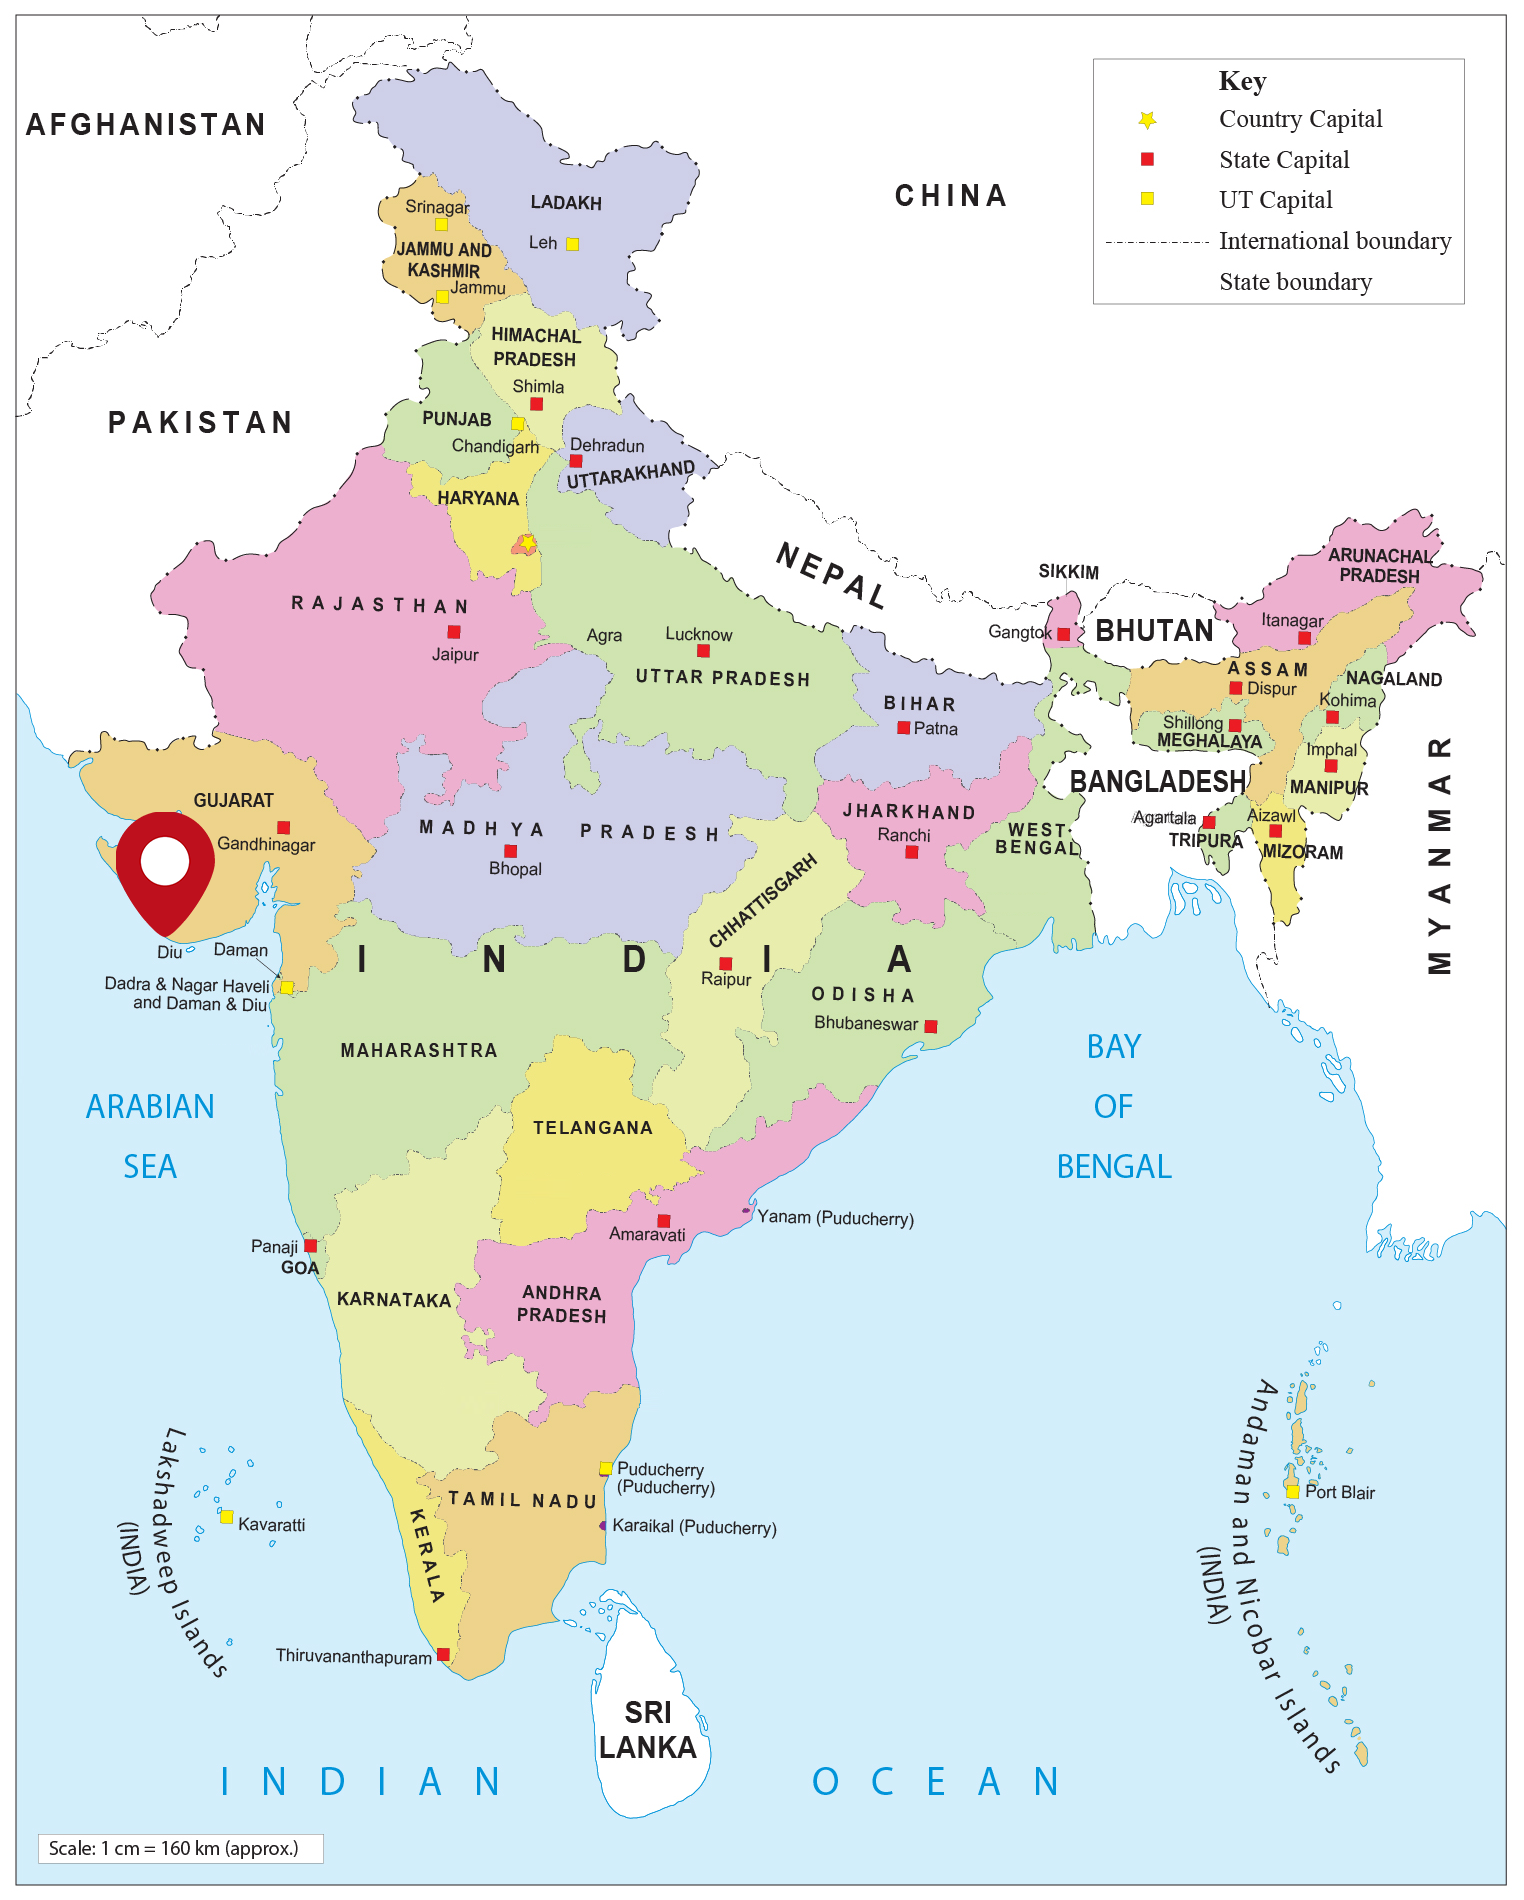 Key
Country Capital
State Capital
UT Capital
International boundary
State boundary
AFGHANISTAN
CHINA
LADAKH
Srinagar
Leh
JAMMU AND
KASHMIR
Jammu
HIMACHAL
PRADESH
Shimla
PAKISTAN
PUNJAB
Chandigarh
Dehradun
UTTARAKHAND
HARYANA
NEPAL
SIKKIM
ARUNACHAL
PRADESH
RAJASTHAN
Jaipur
Agra
Lucknow
UTTAR PRADESH
Gangtok
BHUTAN
Itanagar
ASSAM
Dispur
NAGALAND
Kohima
BIHAR
Patna
Shillong
MEGHALAYA
Imphal
MANIPUR
BANGLADESH
MYANMAR
GUJARAT
Gandhinagar
MADHYA PRADESH
Bhopal
JHARKHAND
Ranchi
WEST
BENGAL
Agartala
TRIPURA
Aizawl
MIZORAM
CHHATTISGARH
Raipur
INDIA
Diu
Daman
Dadra & Nagar Haveli
and Daman & Diu
ODISHA
Bhubaneswar
MAHARASHTRA
BAY
OF
BENGAL
ARABIAN
SEA
TELANGANA
Yanam (Puducherry)
Amaravati
Panaji
GOA
KARNATAKA
ANDHRA
PRADESH
Lakshadweep Islands
(INDIA)
Kavaratti
Puducherry
(Puducherry)
TAMIL NADU
Karaikal (Puducherry)
KERALA
Thiruvananthapuram
Andaman and Nicobar Islands
(INDIA)
Port Blair
SRI
LANKA
INDIAN OCEAN
Scale: 1 cm = 160 km (approx.)